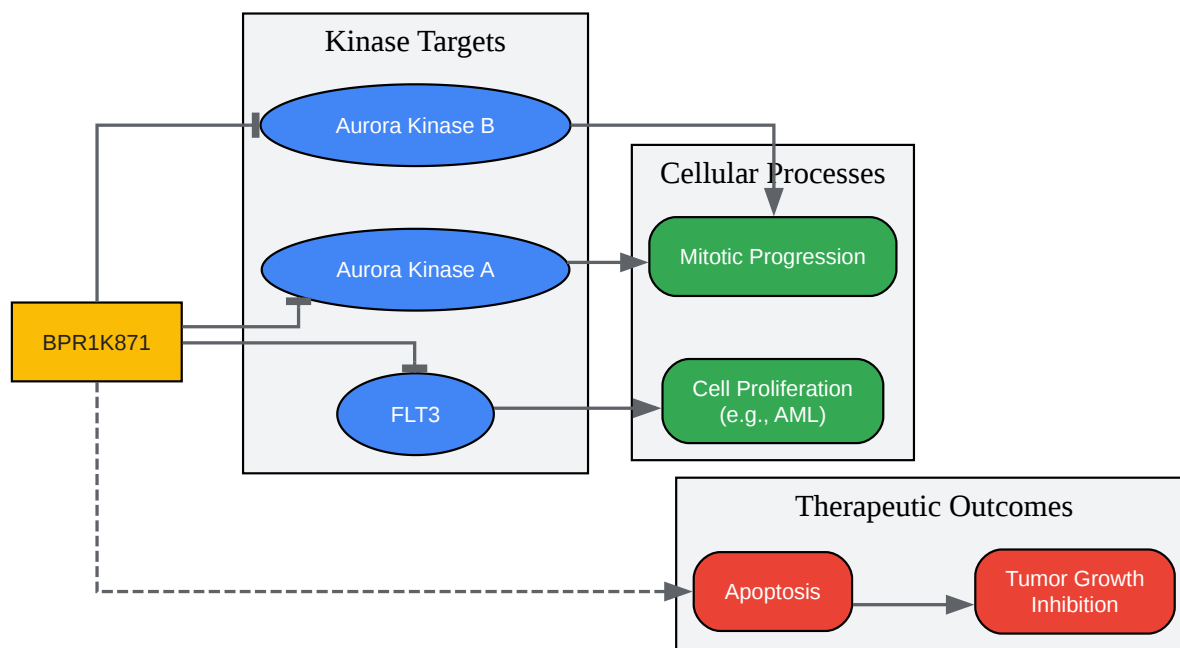 Kinase Targets
Aurora Kinase B
Cellular Processes
Mitotic Progression
Aurora Kinase A
BPR1K871
Cell Proliferation
(e.g., AML)
FLT3
Therapeutic Outcomes
Apoptosis
Tumor Growth
Inhibition